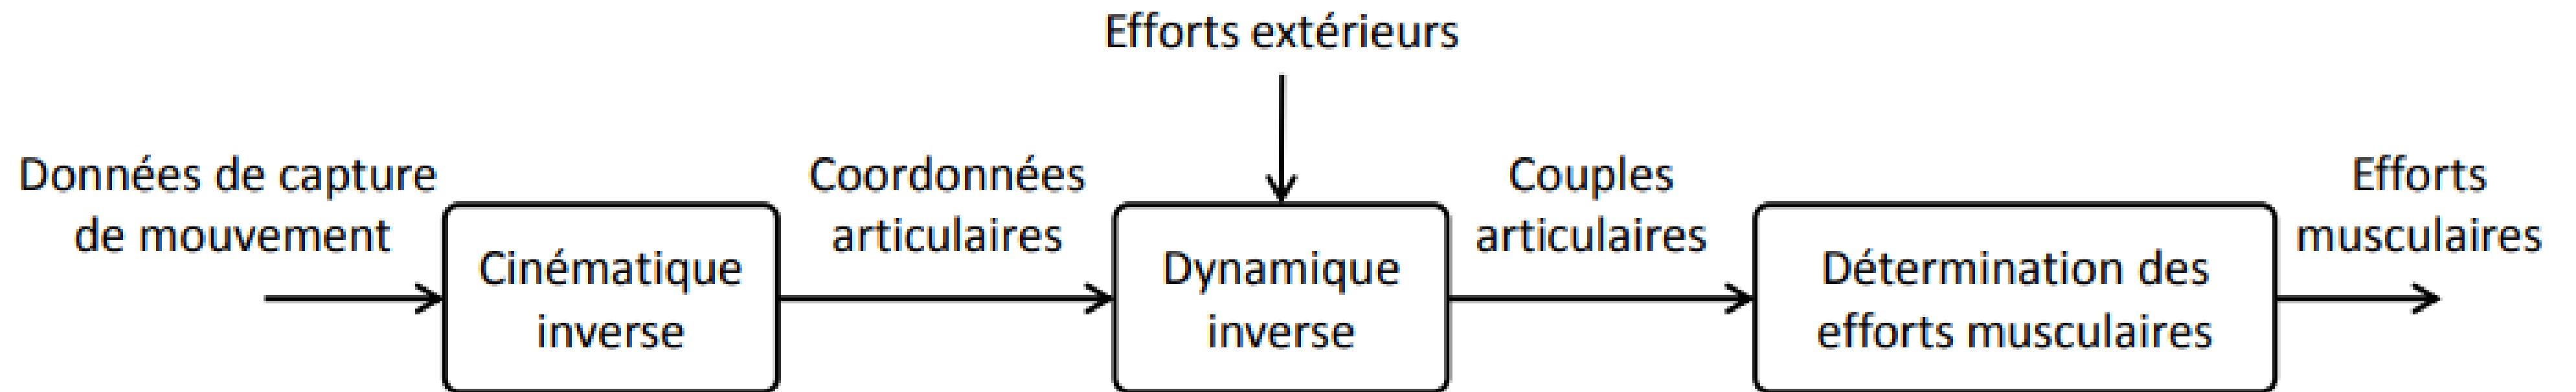 Efforts extérieurs
Données de capture
de mouvement
Cinématique
inverse
Coordonnées
articulaires
Dynamique
inverse
Couples
articulaires
Détermination des
efforts musculaires
Efforts
musculaires